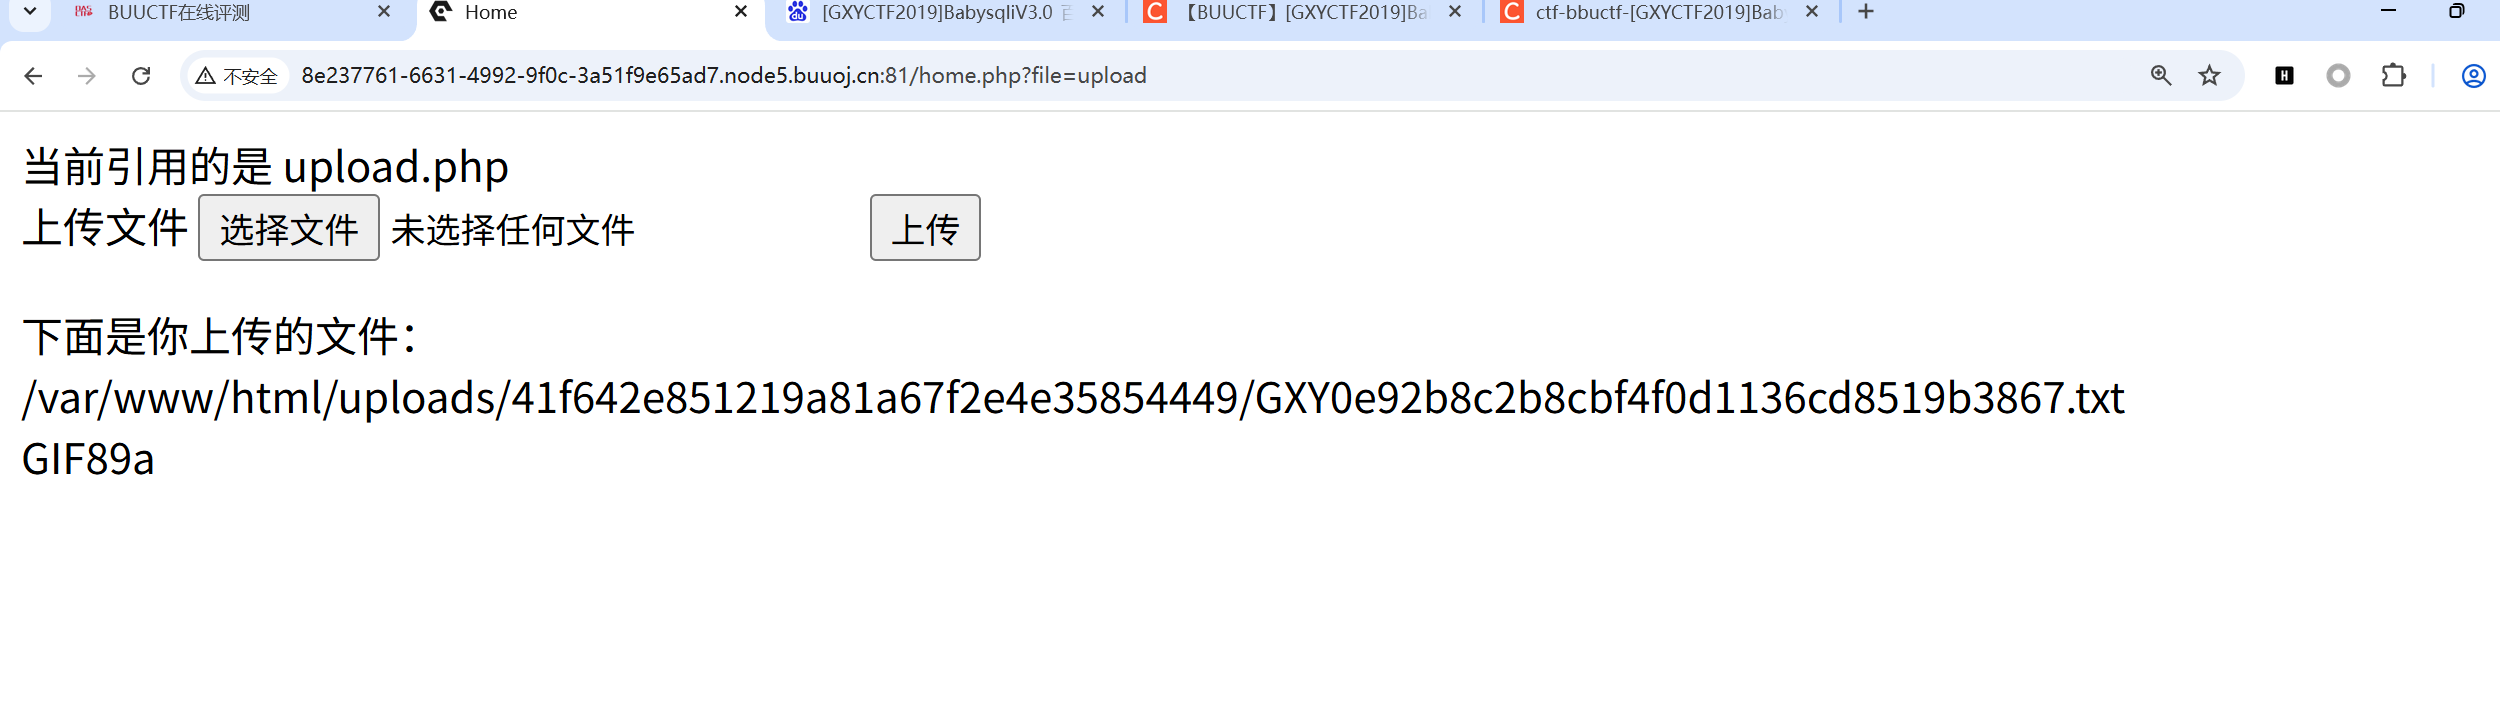 BUUCTF在线评测
Home
[GXYCTF2019]BabysqliV3.0
【BUUCTF】[GXYCTF2019]Ba
ctf-bbuctf-[GXYCTF2019]Bab
不安全 8e237761-6631-4992-9f0c-3a51f9e65ad7.node5.buuoj.cn:81/home.php?file=upload
当前引用的是 upload.php
上传文件 选择文件 未选择任何文件 上传
下面是你上传的文件：
/var/www/html/uploads/41f642e851219a81a67f2e4e35854449/GXY0e92b8c2b8cbf4f0d1136cd8519b3867.txt
GIF89a